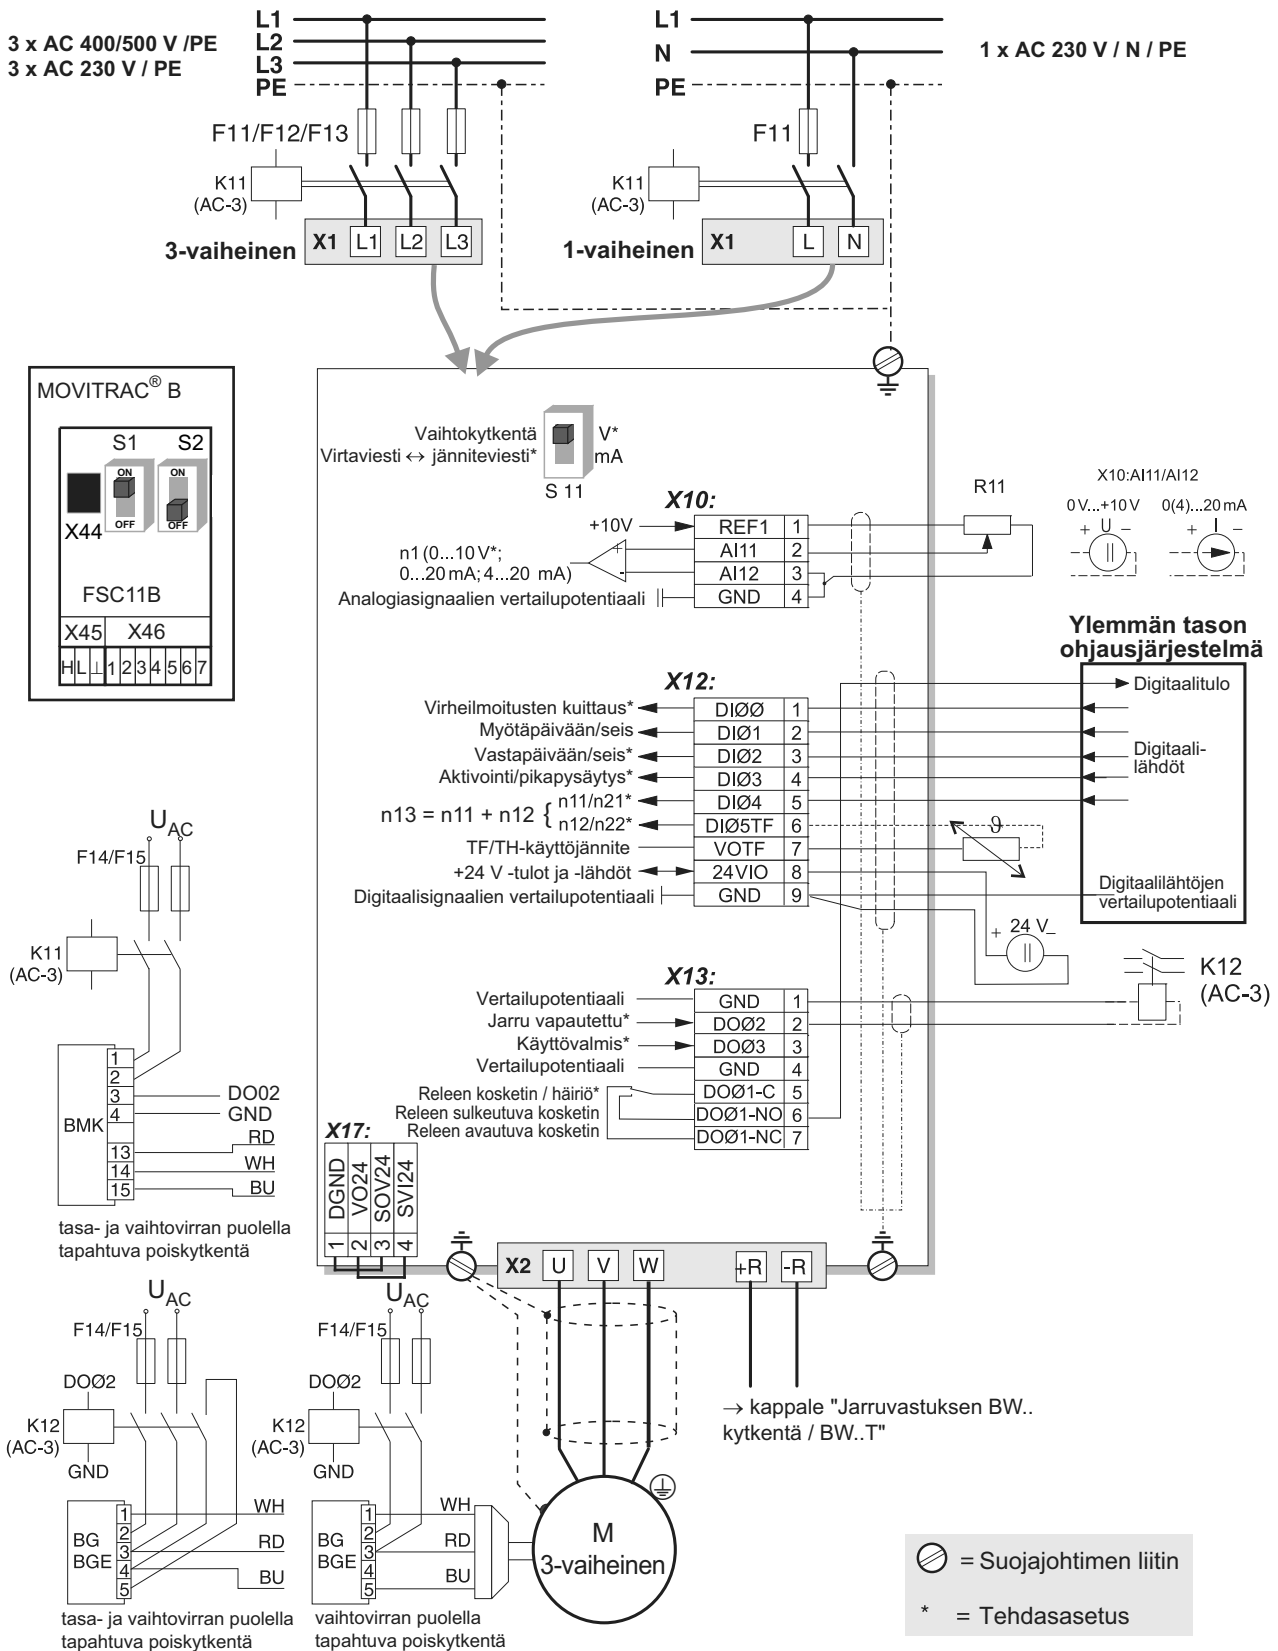 3 x AC 400/500 V /PE
3 x AC 230 V / PE
L1
L2
L3
PE
L1
N
PE
1 x AC 230 V / N / PE
F11/F12/F13
K11
(AC-3)
F11
K11
(AC-3)
3-vaiheinen
X1 L1 L2 L3
1-vaiheinen
X1 L N
MOVITRAC® B
S1 S2
ON ON
OFF OFF
X44
FSC11B
X45 X46
H L ⊥ 1 2 3 4 5 6 7
Vaihtokytkentä
Virtaviesti ↔ jänniteviesti*
V*
mA
S 11
X10:
+10V
REF1 1
n1 (0...10 V*;
0...20 mA; 4...20 mA)
+
-
AI11 2
AI12 3
Analogiasignaalien vertailupotentiaali
GND 4
R11
X10:AI11/AI12
0V...+10V 0(4)...20 mA
+ U - + I -
Ylemmän tason
ohjausjärjestelmä
Digitaalitulo
Digitaali-
lähdöt
Digitaalilähtöjen
vertailupotentiaali
X12:
Virheilmoitusten kuittaus* DIØØ 1
Myötäpäivään/seis DIØ1 2
Vastapäivään/seis* DIØ2 3
Aktivointi/pikapysäytys* DIØ3 4
n13 = n11 + n12 {
n11/n21* DIØ4 5
n12/n22* DIØ5TF 6
TF/TH-käyttöjännite VOTF 7
+24 V -tulot ja -lähdöt 24VIO 8
Digitaalisignaalien vertailupotentiaali GND 9
ϑ
+ 24 V _
K12
(AC-3)
X13:
Vertailupotentiaali GND 1
Jarru vapautettu* DOØ2 2
Käyttövalmis* DOØ3 3
Vertailupotentiaali GND 4
Releen kosketin / häiriö* DOØ1-C 5
Releen sulkeutuva kosketin DOØ1-NO 6
Releen avautuva kosketin DOØ1-NC 7
UAC
F14/F15
K11
(AC-3)
BMK
1
2
3
4
13
14
15
DO02
GND
RD
WH
BU
tasa- ja vaihtovirran puolella
tapahtuva poiskytkentä
X17:
DGND 1
VO24 2
SOV24 3
SVI24 4
X2 U V W +R -R
→ kappale "Jarruvastuksen BW..
kytkentä / BW..T"
UAC
F14/F15
DOØ2
K12
(AC-3)
GND
BG
BGE
1
2
3
4
5
WH
RD
BU
tasa- ja vaihtovirran puolella
tapahtuva poiskytkentä
UAC
F14/F15
DOØ2
K12
(AC-3)
GND
BG
BGE
1
2
3
4
5
WH
RD
BU
vaihtovirran puolella
tapahtuva poiskytkentä
M
3-vaiheinen
= Suojajohtimen liitin
* = Tehdasasetus